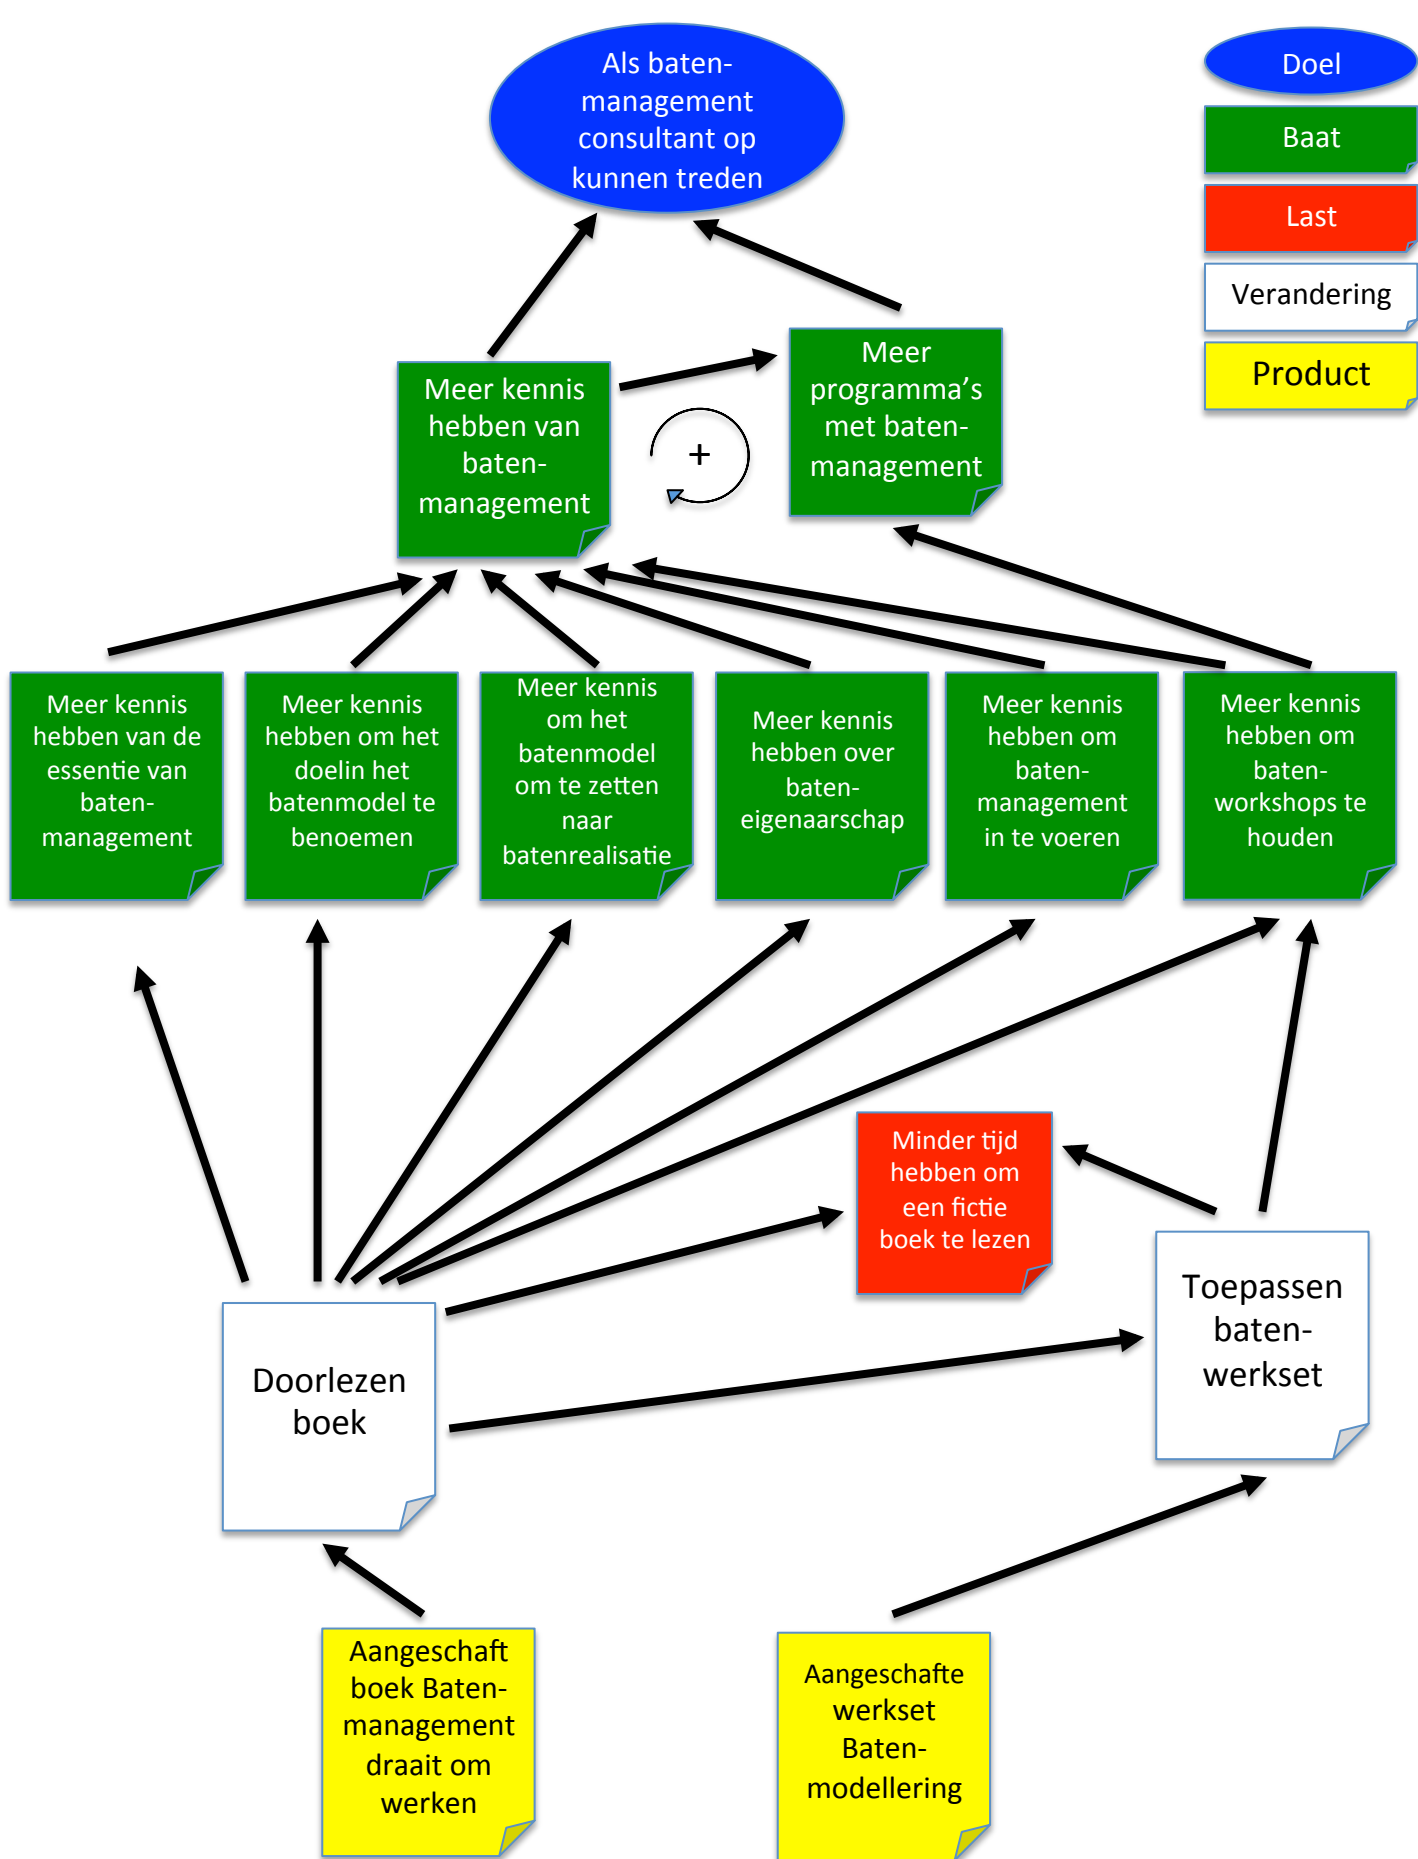 Als baten-
management
consultant op
kunnen treden
Doel
Baat
Last
Verandering
Product
Meer kennis
hebben van
baten-
management
+
Meer
programma's
met baten-
management
Meer kennis
hebben van de
essentie van
baten-
management
Meer kennis
hebben om het
doelin het
batenmodel te
benoemen
Meer kennis
om het
batenmodel
om te zetten
naar
batenrealisatie
Meer kennis
hebben over
baten-
eigenaarschap
Meer kennis
hebben om
baten-
management
in te voeren
Meer kennis
hebben om
baten-
workshops te
houden
Minder tijd
hebben om
een fictie
boek te lezen
Doorlezen
boek
Toepassen
baten-
werkset
Aangeschaft
boek Baten-
management
draait om
werken
Aangeschafte
werkset
Baten-
modellering